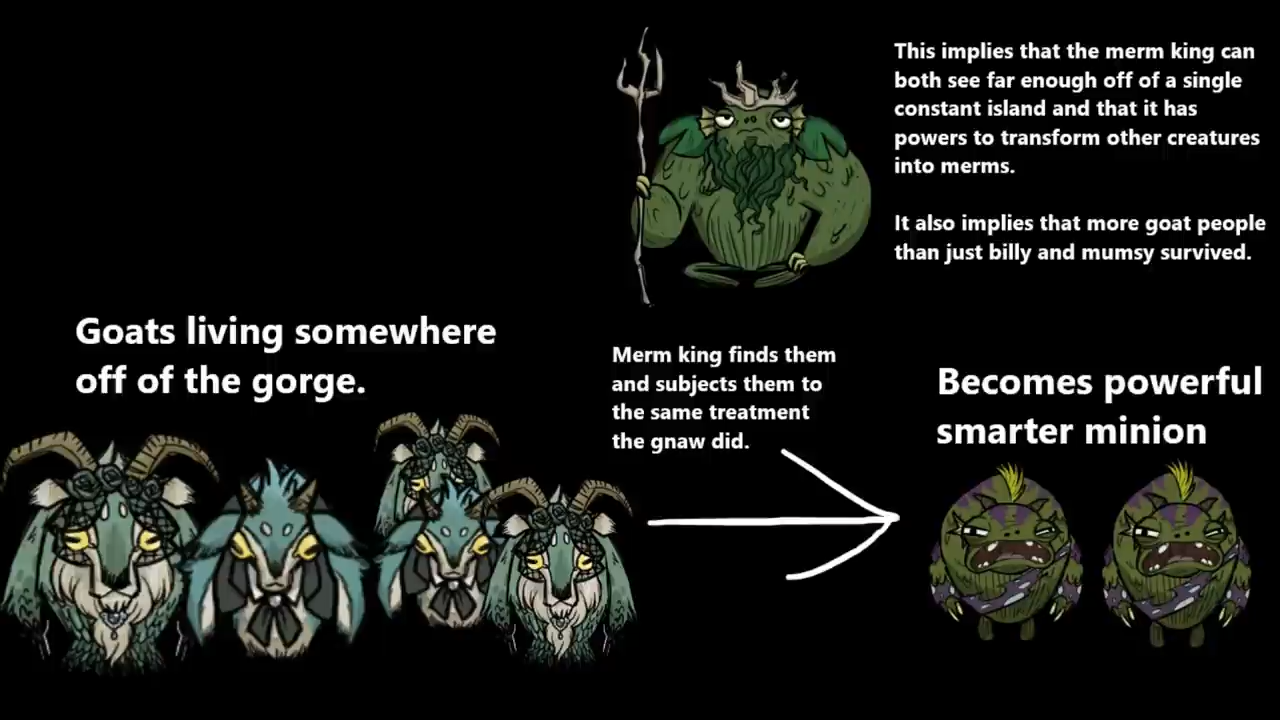 This implies that the merm king can
both see far enough off of a single
constant island and that it has
powers to transform other creatures
into merms.
It also implies that more goat people
than just billy and mumsy survived.
Goats living somewhere
off of the gorge.
Merm king finds them
and subjects them to
the same treatment
the gnaw did.
Becomes powerful
smarter minion